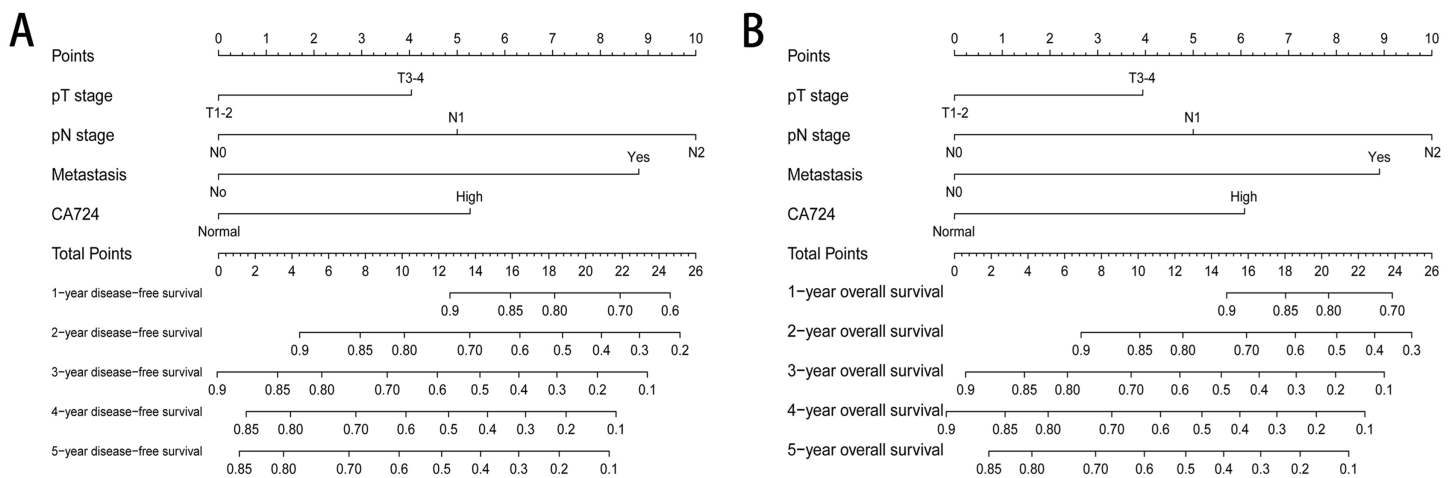 A
Points
0 1 2 3 4 5 6 7 8 9 10
T3-4
pT stage
T1-2
N1
pN stage
N0 N2
Yes
Metastasis
No
High
CA724
Normal
Total Points
0 2 4 6 8 10 12 14 16 18 20 22 24 26
1−year disease−free survival
0.9 0.85 0.80 0.70 0.6
2−year disease−free survival
0.9 0.85 0.80 0.70 0.6 0.5 0.4 0.3 0.2
3−year disease−free survival
0.9 0.85 0.80 0.70 0.6 0.5 0.4 0.3 0.2 0.1
4−year disease−free survival
0.85 0.80 0.70 0.6 0.5 0.4 0.3 0.2 0.1
5−year disease−free survival
0.85 0.80 0.70 0.6 0.5 0.4 0.3 0.2 0.1
B
Points
0 1 2 3 4 5 6 7 8 9 10
T3-4
pT stage
T1-2
N1
pN stage
N0 N2
Yes
Metastasis
N0
High
CA724
Normal
Total Points
0 2 4 6 8 10 12 14 16 18 20 22 24 26
1−year overall survival
0.9 0.85 0.80 0.70
2−year overall survival
0.9 0.85 0.80 0.70 0.6 0.5 0.4 0.3
3−year overall survival
0.9 0.85 0.80 0.70 0.6 0.5 0.4 0.3 0.2 0.1
4−year overall survival
0.9 0.85 0.80 0.70 0.6 0.5 0.4 0.3 0.2 0.1
5−year overall survival
0.85 0.80 0.70 0.6 0.5 0.4 0.3 0.2 0.1